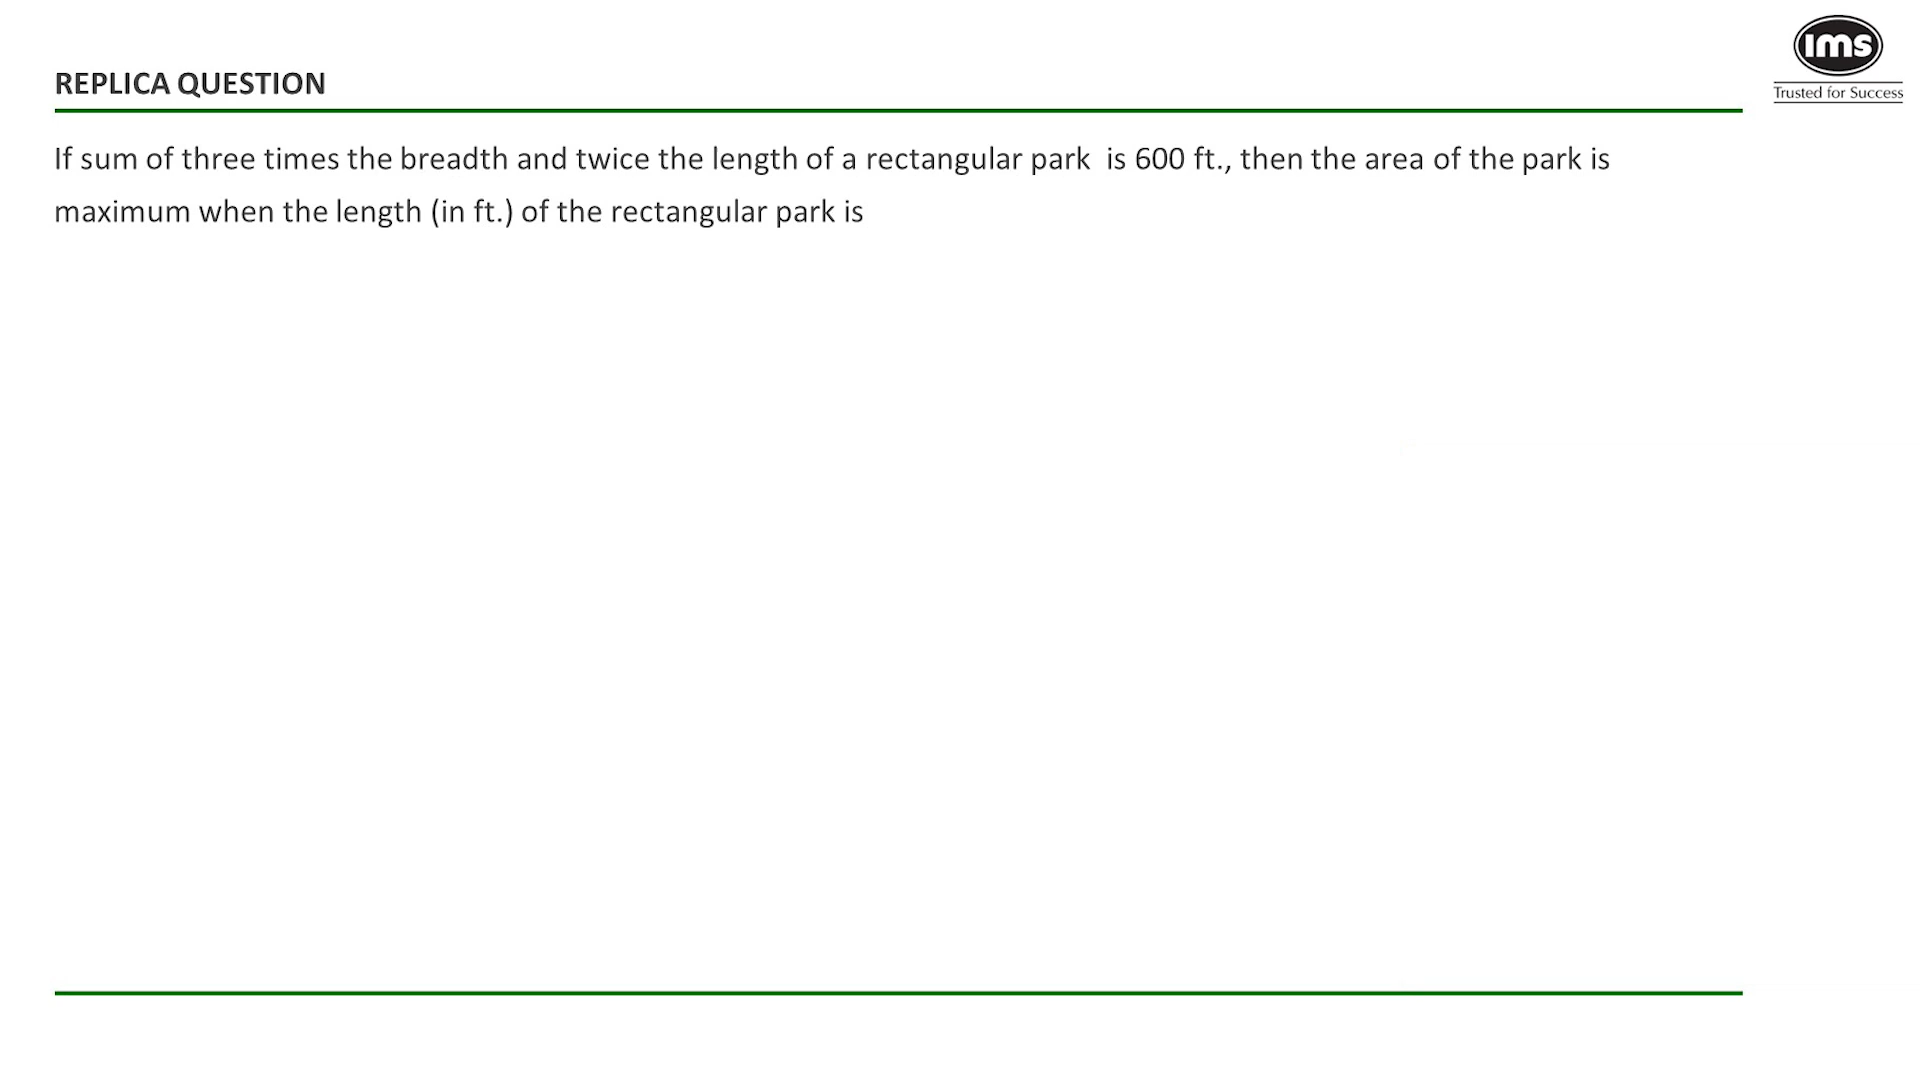 ims
Trusted for Success
REPLICA QUESTION
If sum of three times the breadth and twice the length of a rectangular park is 600 ft., then the area of the park is
maximum when the length (in ft.) of the rectangular park is